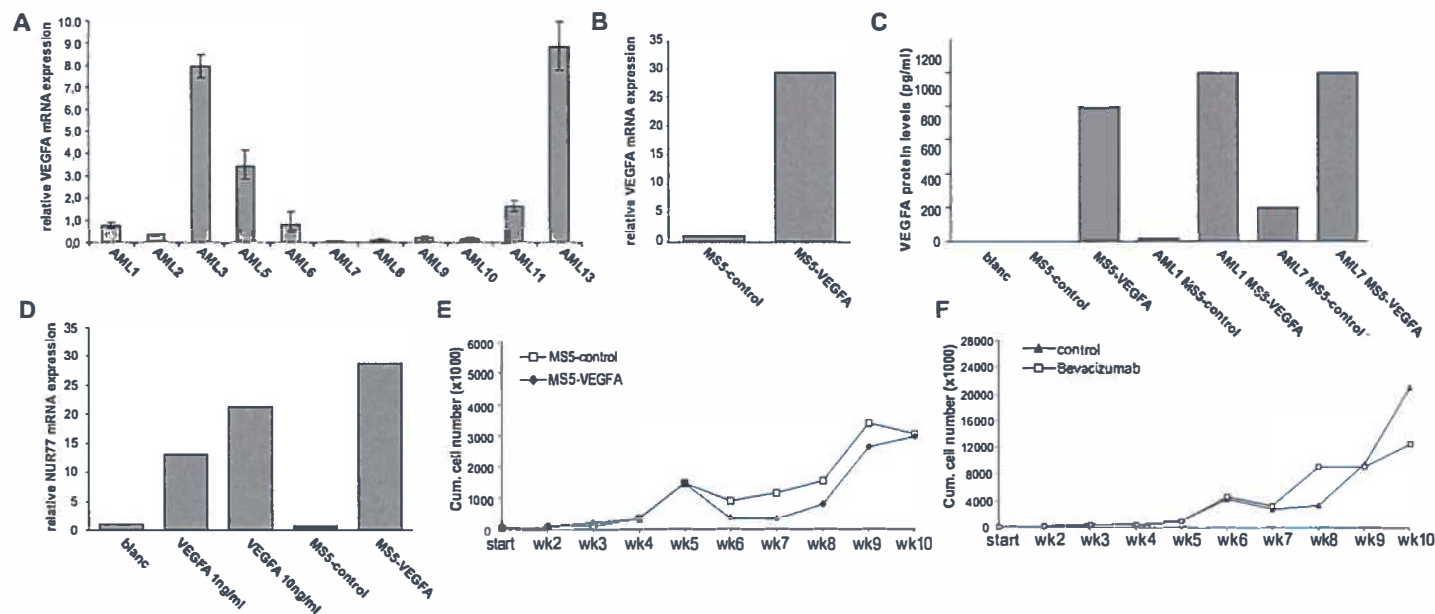 A
relative VEGFA mRNA expression
10.0
9.0
8.0
7,0
6,0
5,0
4.0
3.0
2.0
1.0
0,0
AML1
AML2
AML3
AML5
AML6
AML7
AML8
AML9
AML10
AML11
AML13
B
relative VEGFA mRNA expression
35
30
25
20
15
10
5
0
MS5-control
MS5-VEGFA
C
VEGFA protein levels (pg/ml)
1200
800
600
400
200
0
blanc
MS5-control
MS5-VEGFA
AML1 MS5-control
AML1 MS5-VEGFA
AML7 MS5-control
AML7 MS5-VEGFA
D
relative NUR77 mRNA expression
35
30
25
20
15
10
5
0
blanc
VEGFA 1ng/ml
VEGFA 10ng/ml
MS5-control
MS5-VEGFA
E
Cum. cell number (x1000)
6000
5000
4000
3000
2000
1000
0
MS5-control
MS5-VEGFA
start wk2 wk3 wk4 wk5 wk6 wk7 wk8 wk9 wk10
F
Cum. cell number (x1000)
28000
24000
20000
16000
12000
8000
4000
0
control
Bevacizumab
start wk2 wk3 wk4 wk5 wk6 wk7 wk8 wk9 wk10